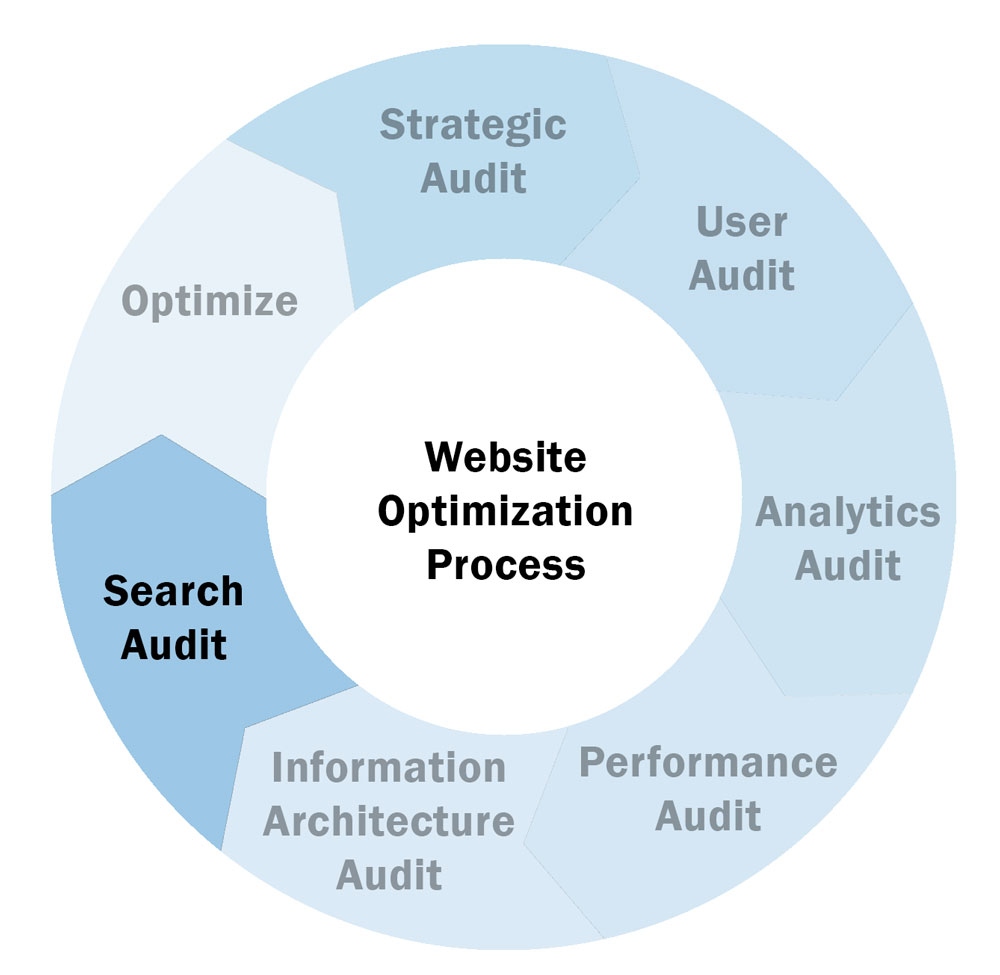 Strategic
Audit
User
Audit
Analytics
Audit
Performance
Audit
Information
Architecture
Audit
Search
Audit
Optimize
Website
Optimization
Process